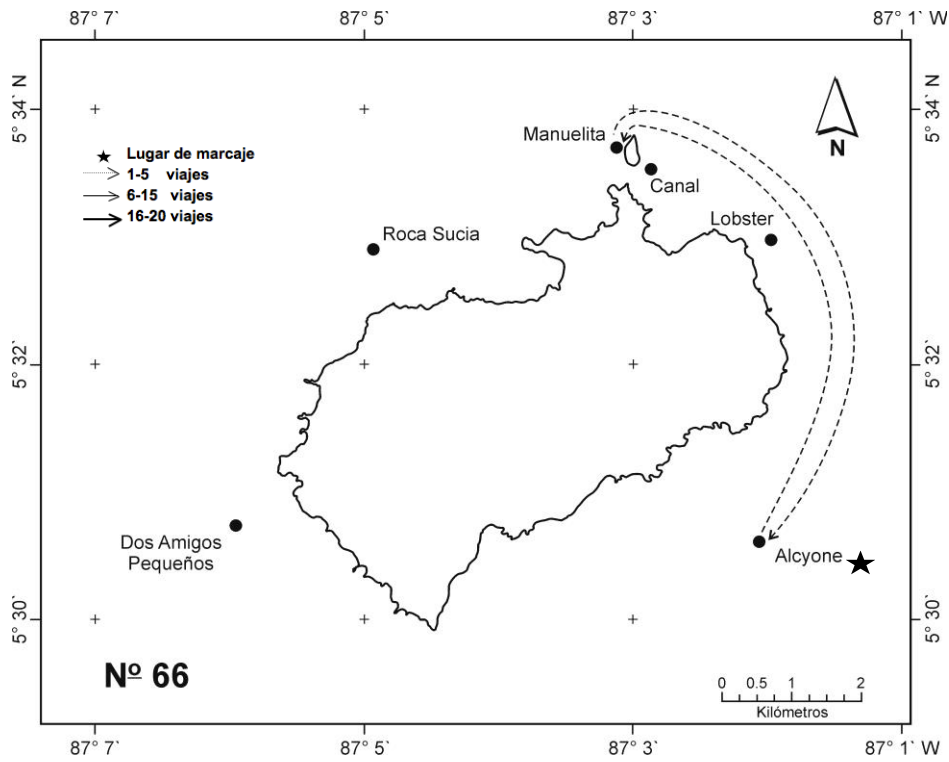 87° 7`
87° 5`
87° 3`
87° 1` W
5° 34` N
5° 34` N
Manuelita
N
Lugar de marcaje
1-5 viajes
6-15 viajes
16-20 viajes
Canal
Lobster
Roca Sucia
5° 32`
5° 32`
Dos Amigos
Pequeños
Alcyone
5° 30`
5° 30`
Nº 66
0 0.5 1 2
Kilómetros
87° 7`
87° 5`
87° 3`
87° 1` W